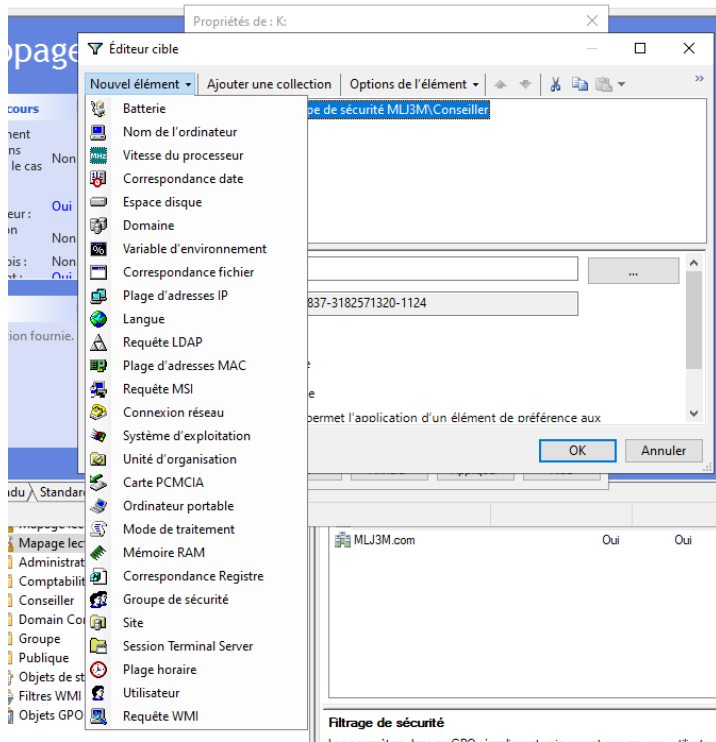 Propriétés de : K:
Éditeur cible
Nouvel élément
Ajouter une collection
Options de l'élément
»
Batterie
Nom de l'ordinateur
Vitesse du processeur
Correspondance date
Espace disque
Domaine
Variable d'environnement
Correspondance fichier
Plage d'adresses IP
Langue
Requête LDAP
Plage d'adresses MAC
Requête MSI
Connexion réseau
Système d'exploitation
Unité d'organisation
Carte PCMCIA
Ordinateur portable
Mode de traitement
Mémoire RAM
Correspondance Registre
Groupe de sécurité
Site
Session Terminal Server
Plage horaire
Utilisateur
Requête WMI
pe de sécurité MLJ3M\Conseiller
...
837-3182571320-1124
permet l'application d'un élément de préférence aux
OK
Annuler
ppage
cours
ment
ns
le cas
Non
eur :
Oui
on
Non
ois :
Non
Oui
tion fournie.
ndu
Standard
Mapage lec
Administrat
Comptabilit
Conseiller
Domain Co
Groupe
Publique
Objets de st
Filtres WMI
Objets GPO
MLJ3M.com
Oui
Oui
Filtrage de sécurité